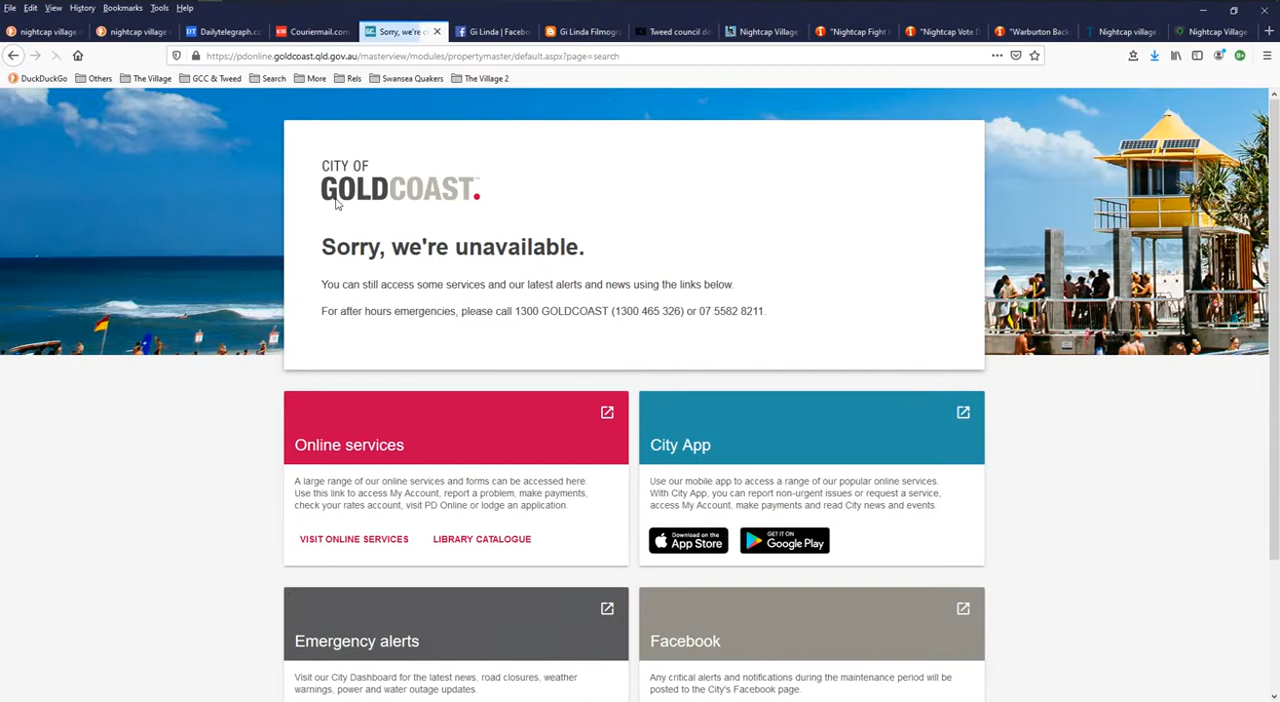 File Edit View History Bookmarks Tools Help
nightcap village nightcap village Dailytelegraph.c Couriermail.com Sorry, we're Gi Linda | Facebo Gi Linda Filmogr Tweed council de Nightcap Village "Nightcap Fight "Nightcap Vote D "Warburton Back Nightcap village Nightcap Village
https://pdonline.goldcoast.qld.gov.au/masterview/modules/propertymaster/default.aspx?page=search
DuckDuckGo Others The Village GCC & Tweed Search More Rels Swansea Quakers The Village 2
CITY OF
GOLDCOAST.
Sorry, we're unavailable.
You can still access some services and our latest alerts and news using the links below.
For after hours emergencies, please call 1300 GOLDCOAST (1300 465 326) or 07 5582 8211.
Online services
A large range of our online services and forms can be accessed here.
Use this link to access My Account, report a problem, make payments,
check your rates account, visit PD Online or lodge an application.
VISIT ONLINE SERVICES LIBRARY CATALOGUE
City App
Use our mobile app to access a range of our popular online services.
With City App, you can report non-urgent issues or request a service,
access My Account, make payments and read City news and events.
Download on the
App Store
GET IT ON
Google Play
Emergency alerts
Visit our City Dashboard for the latest news, road closures, weather
warnings, power and water outage updates.
Facebook
Any critical alerts and notifications during the maintenance period will be
posted to the City's Facebook page.